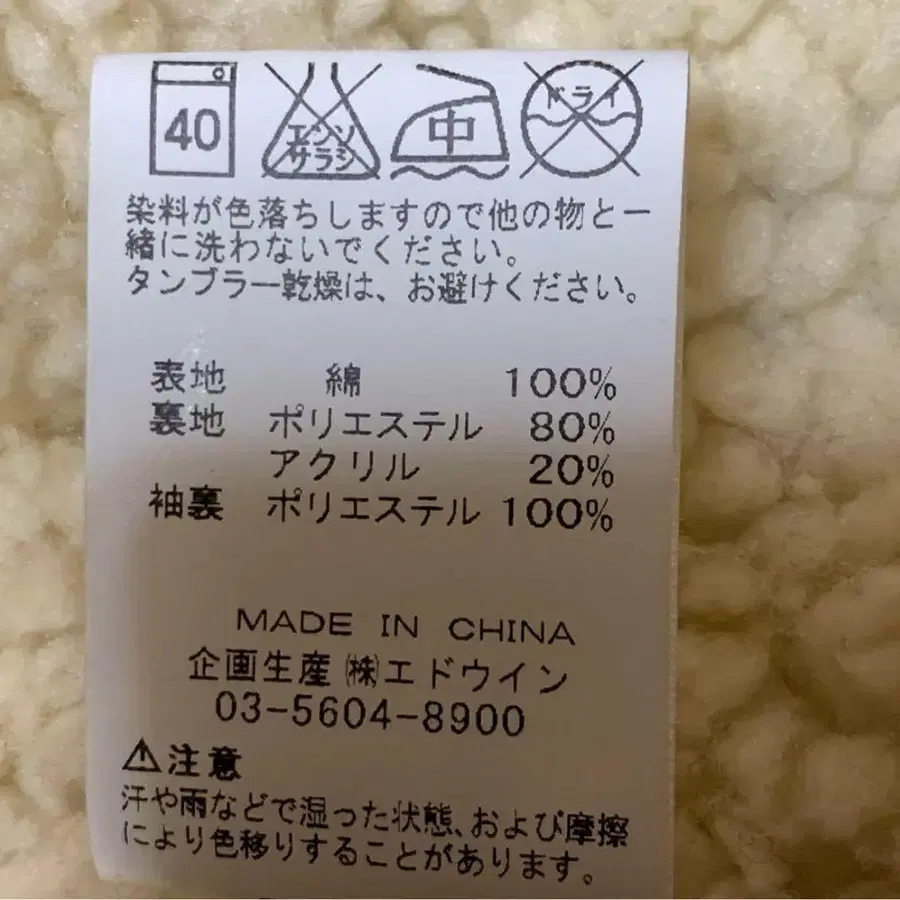 40 エンソサラシ 中 ドライ
染料が色落ちしますので他の物と一
緒に洗わないでください。
タンブラー乾燥は、お避けください。
表地 綿 100%
裏地 ポリエステル 80%
アクリル 20%
袖裏 ポリエステル 100%
MADE IN CHINA
企画生産 ㈱エドウイン
03-5604-8900
⚠注意
汗や雨などで湿った状態、および摩擦
により色移りすることがあります。